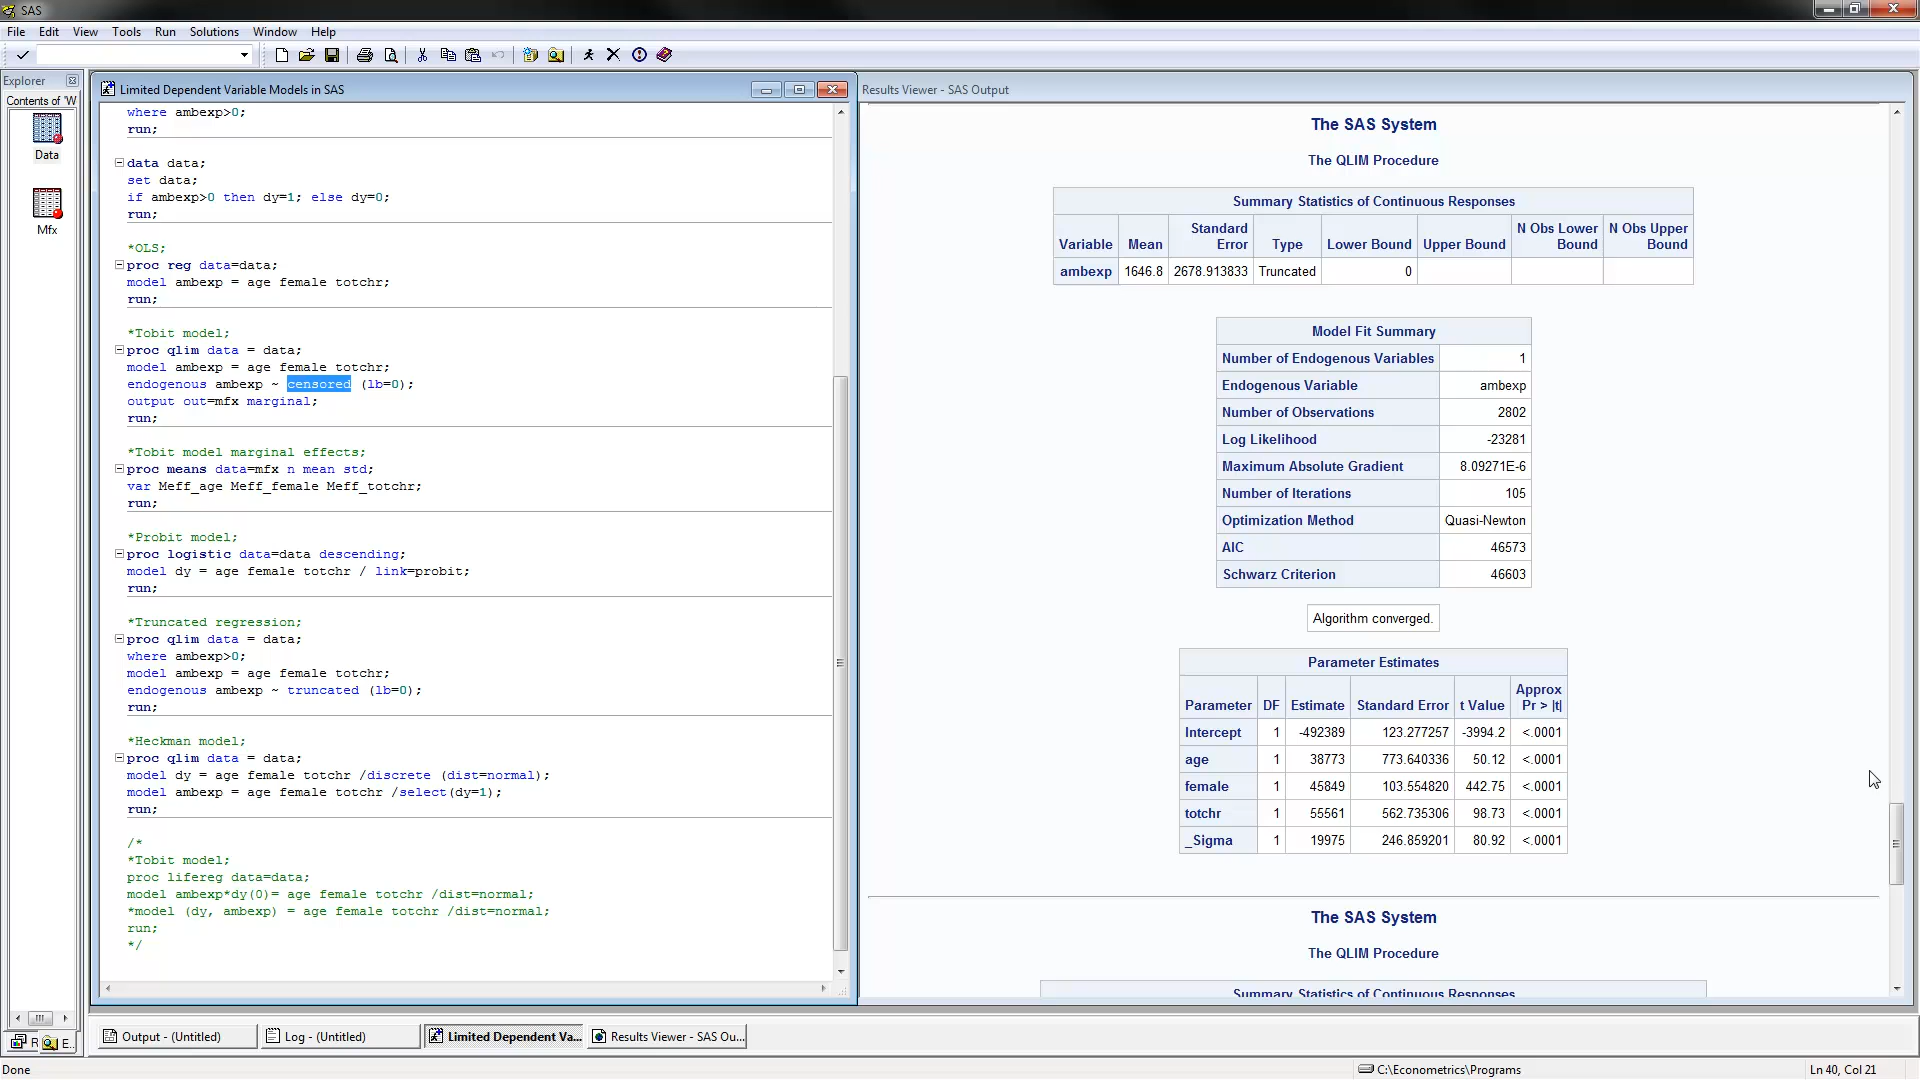 SAS
File Edit View Tools Run Solutions Window Help
Explorer
Contents of 'W
Data
Mfx
Limited Dependent Variable Models in SAS
where ambexp>0;
run;
data data;
set data;
if ambexp>0 then dy=1; else dy=0;
run;
*OLS;
proc reg data=data;
model ambexp = age female totchr;
run;
*Tobit model;
proc qlim data = data;
model ambexp = age female totchr;
endogenous ambexp ~ censored (lb=0);
output out=mfx marginal;
run;
*Tobit model marginal effects;
proc means data=mfx n mean std;
var Meff_age Meff_female Meff_totchr;
run;
*Probit model;
proc logistic data=data descending;
model dy = age female totchr / link=probit;
run;
*Truncated regression;
proc qlim data = data;
where ambexp>0;
model ambexp = age female totchr;
endogenous ambexp ~ truncated (lb=0);
run;
*Heckman model;
proc qlim data = data;
model dy = age female totchr /discrete (dist=normal);
model ambexp = age female totchr /select(dy=1);
run;
/*
*Tobit model;
proc lifereg data=data;
model ambexp*dy(0)= age female totchr /dist=normal;
*model (dy, ambexp) = age female totchr /dist=normal;
run;
*/
Results Viewer - SAS Output
The SAS System
The QLIM Procedure
Summary Statistics of Continuous Responses
Variable Mean Standard Error Type Lower Bound Upper Bound N Obs Lower Bound N Obs Upper Bound
ambexp 1646.8 2678.913833 Truncated 0
Model Fit Summary
Number of Endogenous Variables 1
Endogenous Variable ambexp
Number of Observations 2802
Log Likelihood -23281
Maximum Absolute Gradient 8.09271E-6
Number of Iterations 105
Optimization Method Quasi-Newton
AIC 46573
Schwarz Criterion 46603
Algorithm converged.
Parameter Estimates
Parameter DF Estimate Standard Error t Value Approx Pr > |t|
Intercept 1 -492389 123.277257 -3994.2 <.0001
age 1 38773 773.640336 50.12 <.0001
female 1 45849 103.554820 442.75 <.0001
totchr 1 55561 562.735306 98.73 <.0001
_Sigma 1 19975 246.859201 80.92 <.0001
The SAS System
The QLIM Procedure
Summary Statistics of Continuous Responses
R E..
Output - (Untitled) Log - (Untitled) Limited Dependent Va... Results Viewer - SAS Ou...
Done C:\Econometrics\Programs Ln 40, Col 21